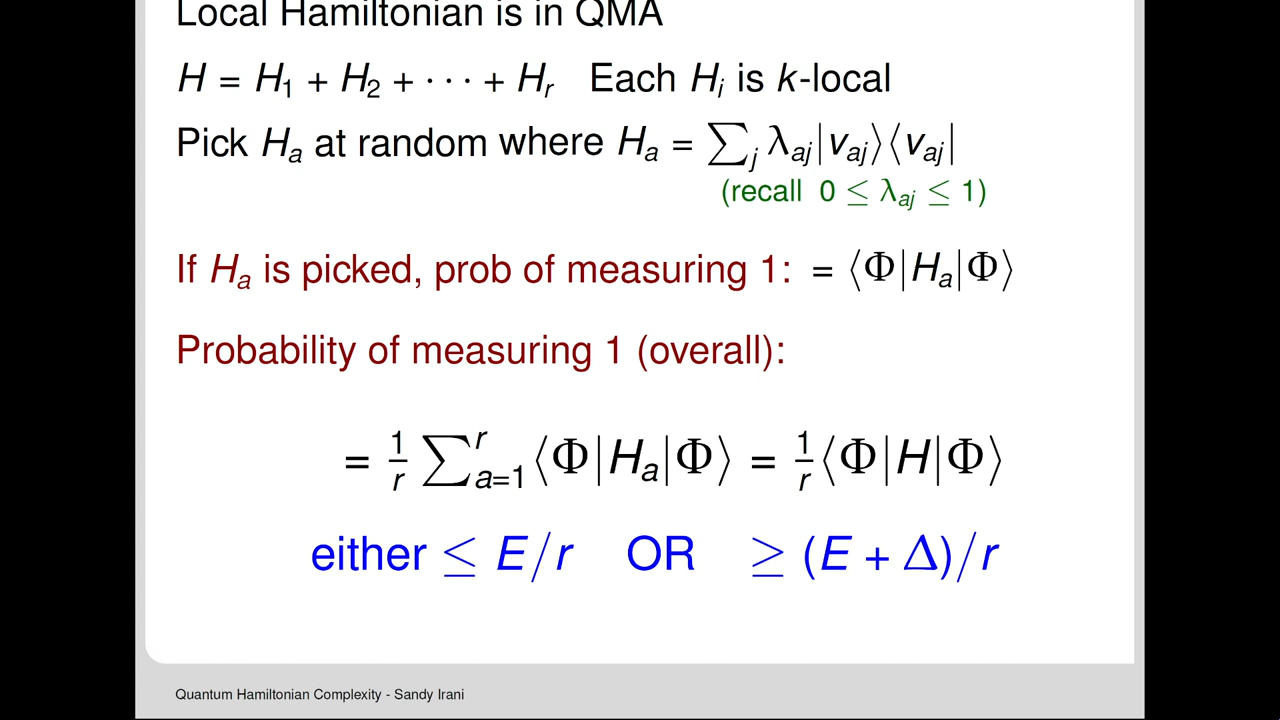 Local Hamiltonian is in QMA
H = H₁ + H₂ + · · · + Hᵣ Each Hᵢ is k-local
Pick Hₐ at random where Hₐ = ∑ⱼ λₐⱼ|vₐⱼ⟩⟨vₐⱼ|
(recall 0 ≤ λₐⱼ ≤ 1)
If Hₐ is picked, prob of measuring 1: = ⟨Φ|Hₐ|Φ⟩
Probability of measuring 1 (overall):
= 1/r ∑ʳₐ₌₁ ⟨Φ|Hₐ|Φ⟩ = 1/r ⟨Φ|H|Φ⟩
either ≤ E/r OR ≥ (E + Δ)/r
Quantum Hamiltonian Complexity - Sandy Irani